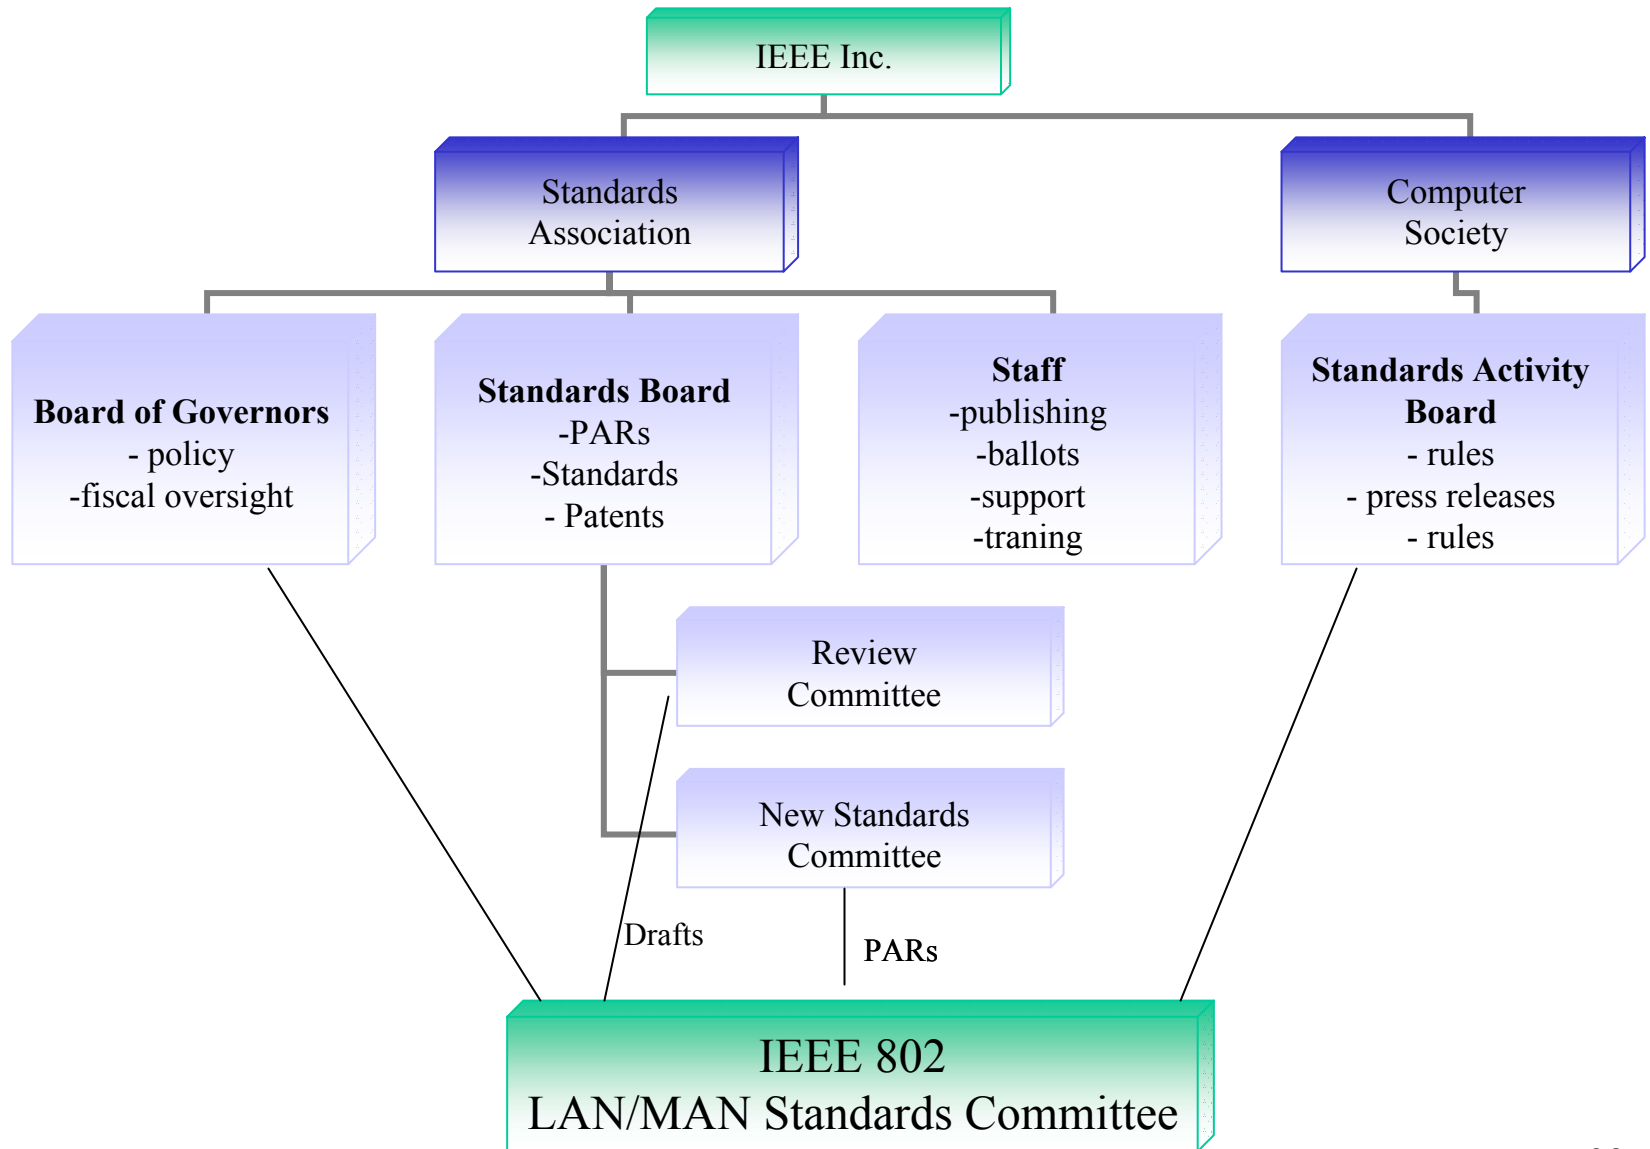 IEEE Inc.
Standards
Association
Computer
Society
Board of Governors
- policy
-fiscal oversight
Standards Board
-PARs
-Standards
- Patents
Staff
-publishing
-ballots
-support
-traning
Standards Activity
Board
- rules
- press releases
- rules
Review
Committee
New Standards
Committee
Drafts
PARs
IEEE 802
LAN/MAN Standards Committee